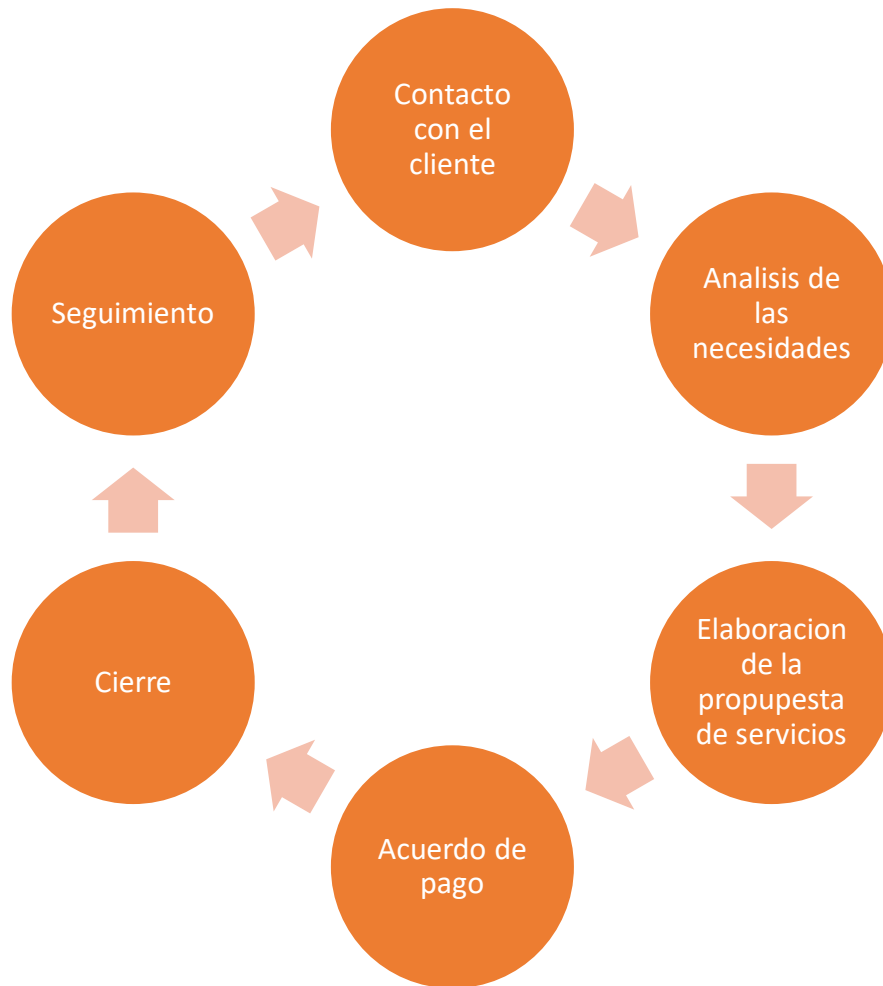 Contacto
con el
cliente
Analisis de
las
necesidades
Elaboracion
de la
propupesta
de servicios
Acuerdo de
pago
Cierre
Seguimiento